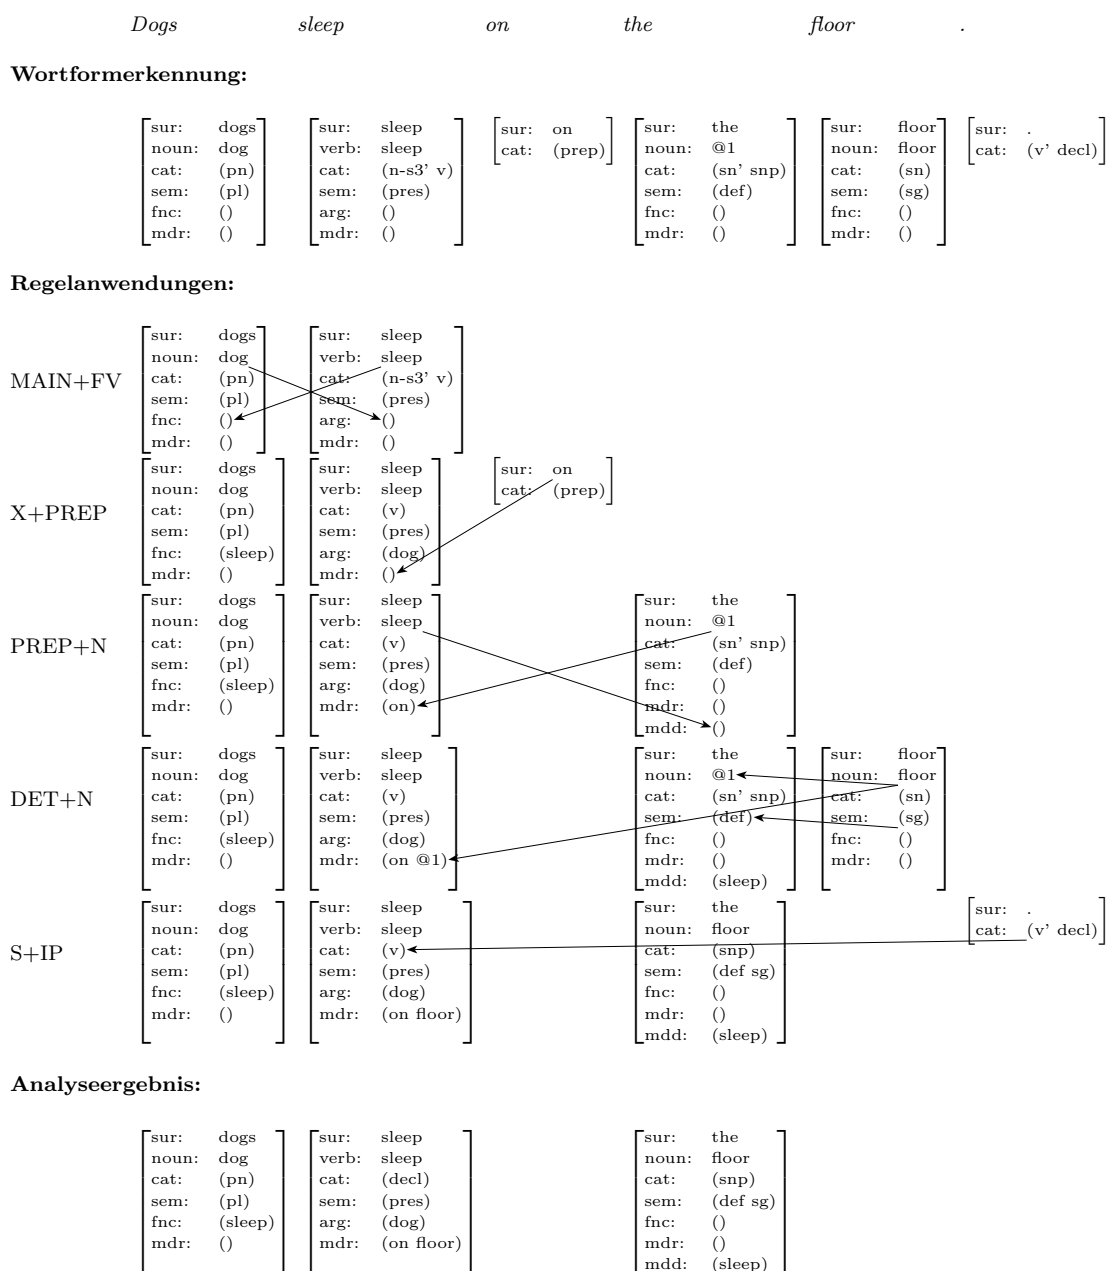 Dogs sleep on the floor .
Wortformerkennung:
sur: dogs sur: sleep sur: on sur: the sur: floor sur: .
noun: dog verb: sleep cat: (prep) noun: @1 noun: floor cat: (v' decl)
cat: (pn) cat: (n-s3' v) cat: (sn' snp) cat: (sn)
sem: (pl) sem: (pres) sem: (def) sem: (sg)
fnc: () arg: () fnc: () fnc: ()
mdr: () mdr: () mdr: () mdr: ()
Regelanwendungen:
MAIN+FV
sur: dogs sur: sleep
noun: dog verb: sleep
cat: (pn) cat: (n-s3' v)
sem: (pl) sem: (pres)
fnc: () arg: ()
mdr: () mdr: ()
X+PREP
sur: dogs sur: sleep sur: on
noun: dog verb: sleep cat: (prep)
cat: (pn) cat: (v)
sem: (pl) sem: (pres)
fnc: (sleep) arg: (dog)
mdr: () mdr: ()
PREP+N
sur: dogs sur: sleep sur: the
noun: dog verb: sleep noun: @1
cat: (pn) cat: (v) cat: (sn' snp)
sem: (pl) sem: (pres) sem: (def)
fnc: (sleep) arg: (dog) fnc: ()
mdr: () mdr: (on) mdr: ()
mdd: ()
DET+N
sur: dogs sur: sleep sur: the sur: floor
noun: dog verb: sleep noun: @1 noun: floor
cat: (pn) cat: (v) cat: (sn' snp) cat: (sn)
sem: (pl) sem: (pres) sem: (def) sem: (sg)
fnc: (sleep) arg: (dog) fnc: () fnc: ()
mdr: () mdr: (on @1) mdr: () mdr: ()
mdd: (sleep)
S+IP
sur: dogs sur: sleep sur: the sur: .
noun: dog verb: sleep noun: floor cat: (v' decl)
cat: (pn) cat: (v) cat: (snp)
sem: (pl) sem: (pres) sem: (def sg)
fnc: (sleep) arg: (dog) fnc: ()
mdr: () mdr: (on floor) mdr: ()
mdd: (sleep)
Analyseergebnis:
sur: dogs sur: sleep sur: the
noun: dog verb: sleep noun: floor
cat: (pn) cat: (decl) cat: (snp)
sem: (pl) sem: (pres) sem: (def sg)
fnc: (sleep) arg: (dog) fnc: ()
mdr: () mdr: (on floor) mdr: ()
mdd: (sleep)